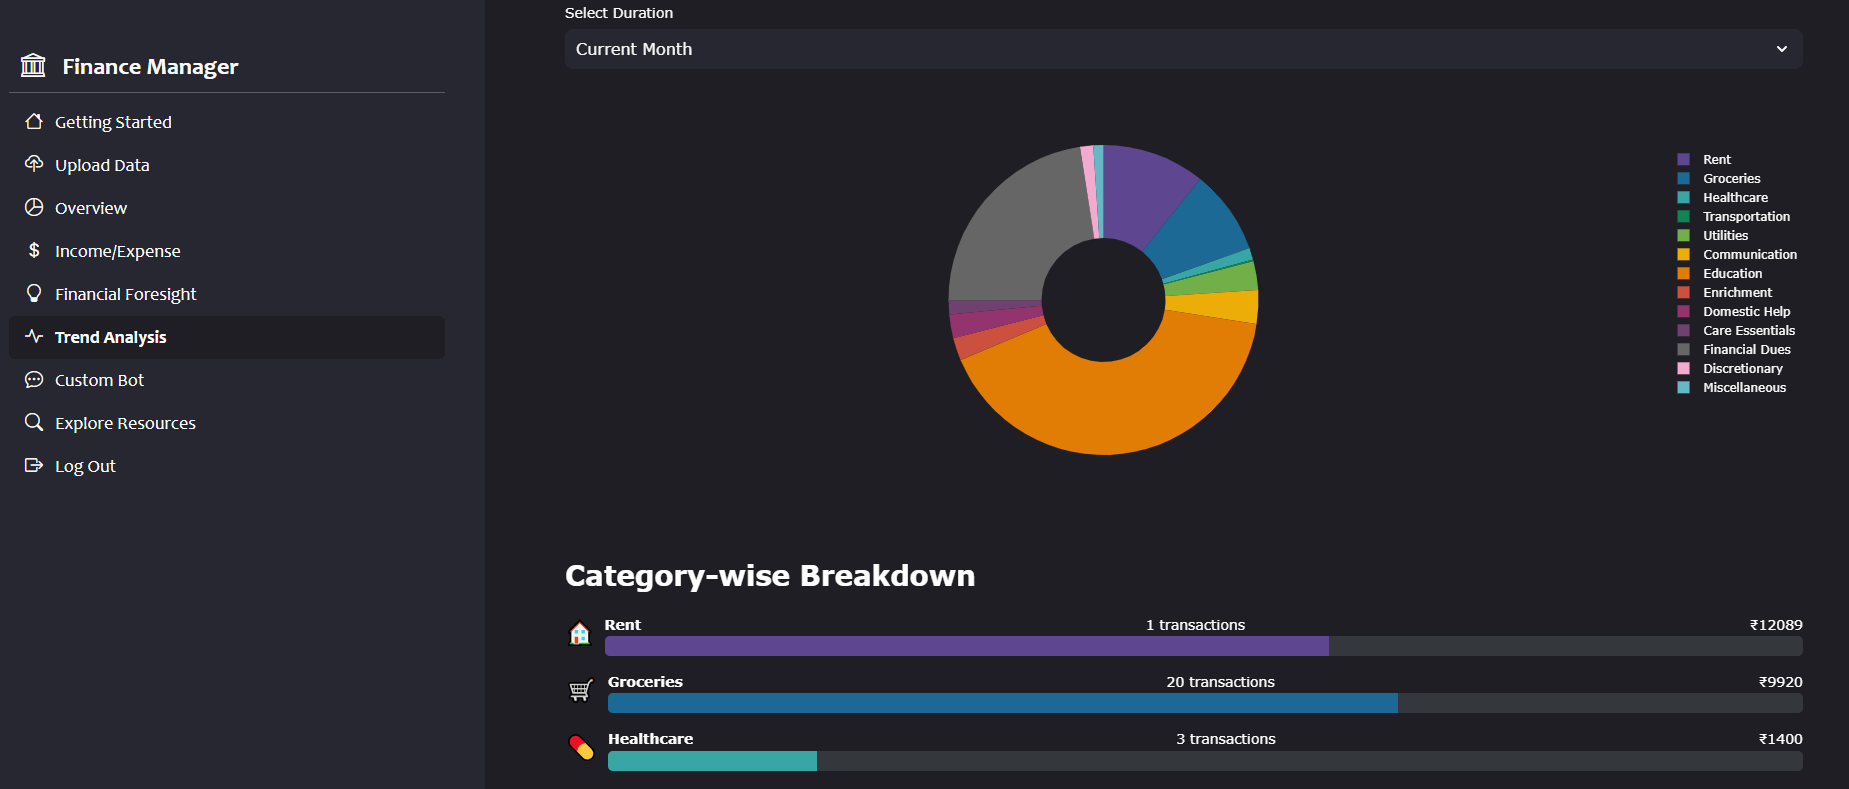 Select Duration
Current Month
Finance Manager
Getting Started
Upload Data
Overview
Income/Expense
Financial Foresight
Trend Analysis
Custom Bot
Explore Resources
Log Out
Rent
Groceries
Healthcare
Transportation
Utilities
Communication
Education
Enrichment
Domestic Help
Care Essentials
Financial Dues
Discretionary
Miscellaneous
Category-wise Breakdown
Rent 1 transactions ₹12089
Groceries 20 transactions ₹9920
Healthcare 3 transactions ₹1400